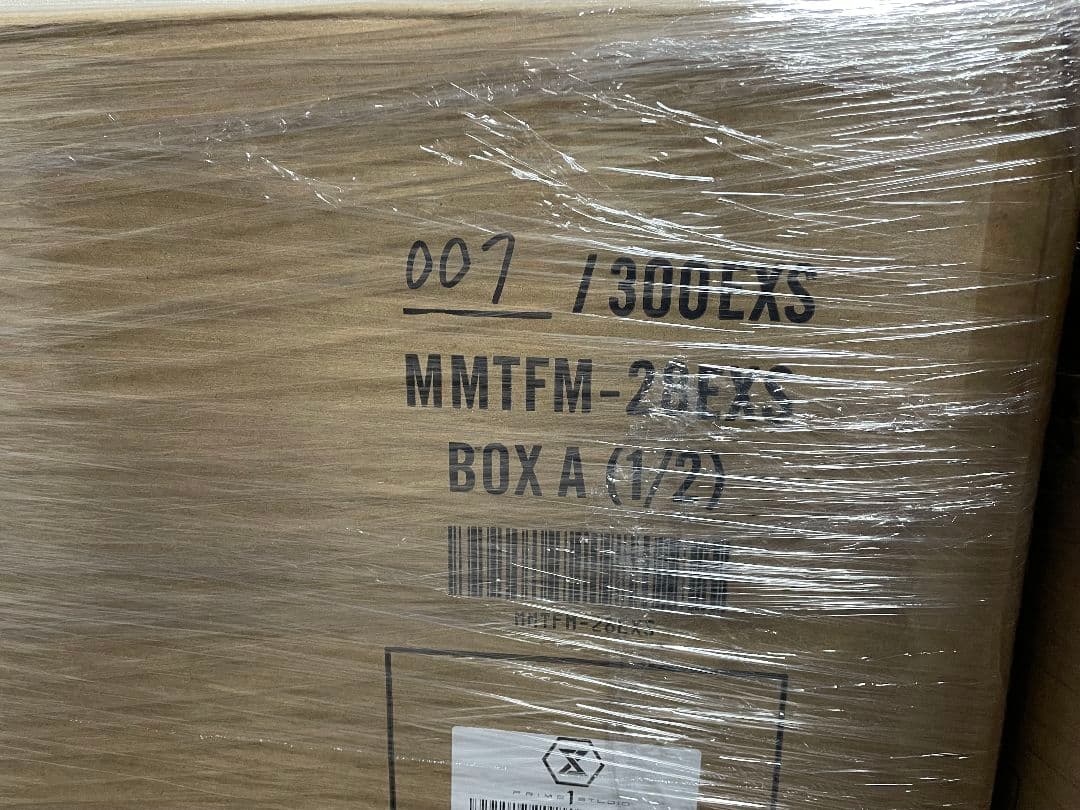 007 /300EXS
MMTFM-28EXS
BOX A (1/2)
MMTFM-28EXS
PRIME 1 STUDIO